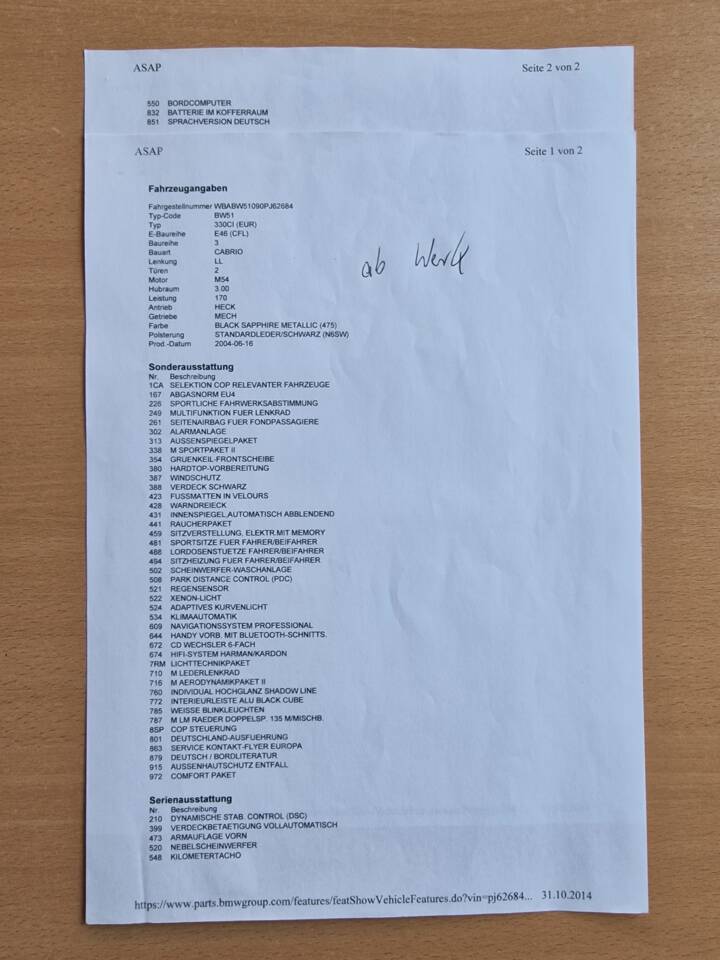 ASAP Seite 2 von 2
550 BORDCOMPUTER
832 BATTERIE IM KOFFERRAUM
851 SPRACHVERSION DEUTSCH
ASAP Seite 1 von 2
Fahrzeugangaben
Fahrgestellnummer WBABW51090PJ62684
Typ-Code BW51
Typ 330CI (EUR)
E-Baureihe E46 (CFL)
Baureihe 3
Bauart CABRIO
Lenkung LL
Türen 2
Motor M54
Hubraum 3.00
Leistung 170
Antrieb HECK
Getriebe MECH
Farbe BLACK SAPPHIRE METALLIC (475)
Polsterung STANDARDLEDER/SCHWARZ (N6SW)
Prod.-Datum 2004-06-16
ab Werk
Sonderausstattung
Nr. Beschreibung
1CA SELEKTION COP RELEVANTER FAHRZEUGE
167 ABGASNORM EU4
226 SPORTLICHE FAHRWERKSABSTIMMUNG
249 MULTIFUNKTION FUER LENKRAD
261 SEITENAIRBAG FUER FONDPASSAGIERE
302 ALARMANLAGE
313 AUSSENSPIEGELPAKET
338 M SPORTPAKET II
354 GRUENKEIL-FRONTSCHEIBE
380 HARDTOP-VORBEREITUNG
387 WINDSCHUTZ
388 VERDECK SCHWARZ
423 FUSSMATTEN IN VELOURS
428 WARNDREIECK
431 INNENSPIEGEL,AUTOMATISCH ABBLENDEND
441 RAUCHERPAKET
459 SITZVERSTELLUNG, ELEKTR.MIT MEMORY
481 SPORTSITZE FUER FAHRER/BEIFAHRER
488 LORDOSENSTUETZE FAHRER/BEIFAHRER
494 SITZHEIZUNG FUER FAHRER/BEIFAHRER
502 SCHEINWERFER-WASCHANLAGE
508 PARK DISTANCE CONTROL (PDC)
521 REGENSENSOR
522 XENON-LICHT
524 ADAPTIVES KURVENLICHT
534 KLIMAAUTOMATIK
609 NAVIGATIONSSYSTEM PROFESSIONAL
644 HANDY VORB. MIT BLUETOOTH-SCHNITTS.
672 CD WECHSLER 6-FACH
674 HIFI-SYSTEM HARMAN/KARDON
7RM LICHTTECHNIKPAKET
710 M LEDERLENKRAD
716 M AERODYNAMIKPAKET II
760 INDIVIDUAL HOCHGLANZ SHADOW LINE
772 INTERIEURLEISTE ALU BLACK CUBE
785 WEISSE BLINKLEUCHTEN
787 M LM RAEDER DOPPELSP. 135 M/MISCHB.
8SP COP STEUERUNG
801 DEUTSCHLAND-AUSFUEHRUNG
863 SERVICE KONTAKT-FLYER EUROPA
879 DEUTSCH / BORDLITERATUR
915 AUSSENHAUTSCHUTZ ENTFALL
972 COMFORT PAKET
Serienausstattung
Nr. Beschreibung
210 DYNAMISCHE STAB. CONTROL (DSC)
399 VERDECKBETAETIGUNG VOLLAUTOMATISCH
473 ARMAUFLAGE VORN
520 NEBELSCHEINWERFER
548 KILOMETERTACHO
https://www.parts.bmwgroup.com/features/featShowVehicleFeatures.do?vin=pj62684... 31.10.2014